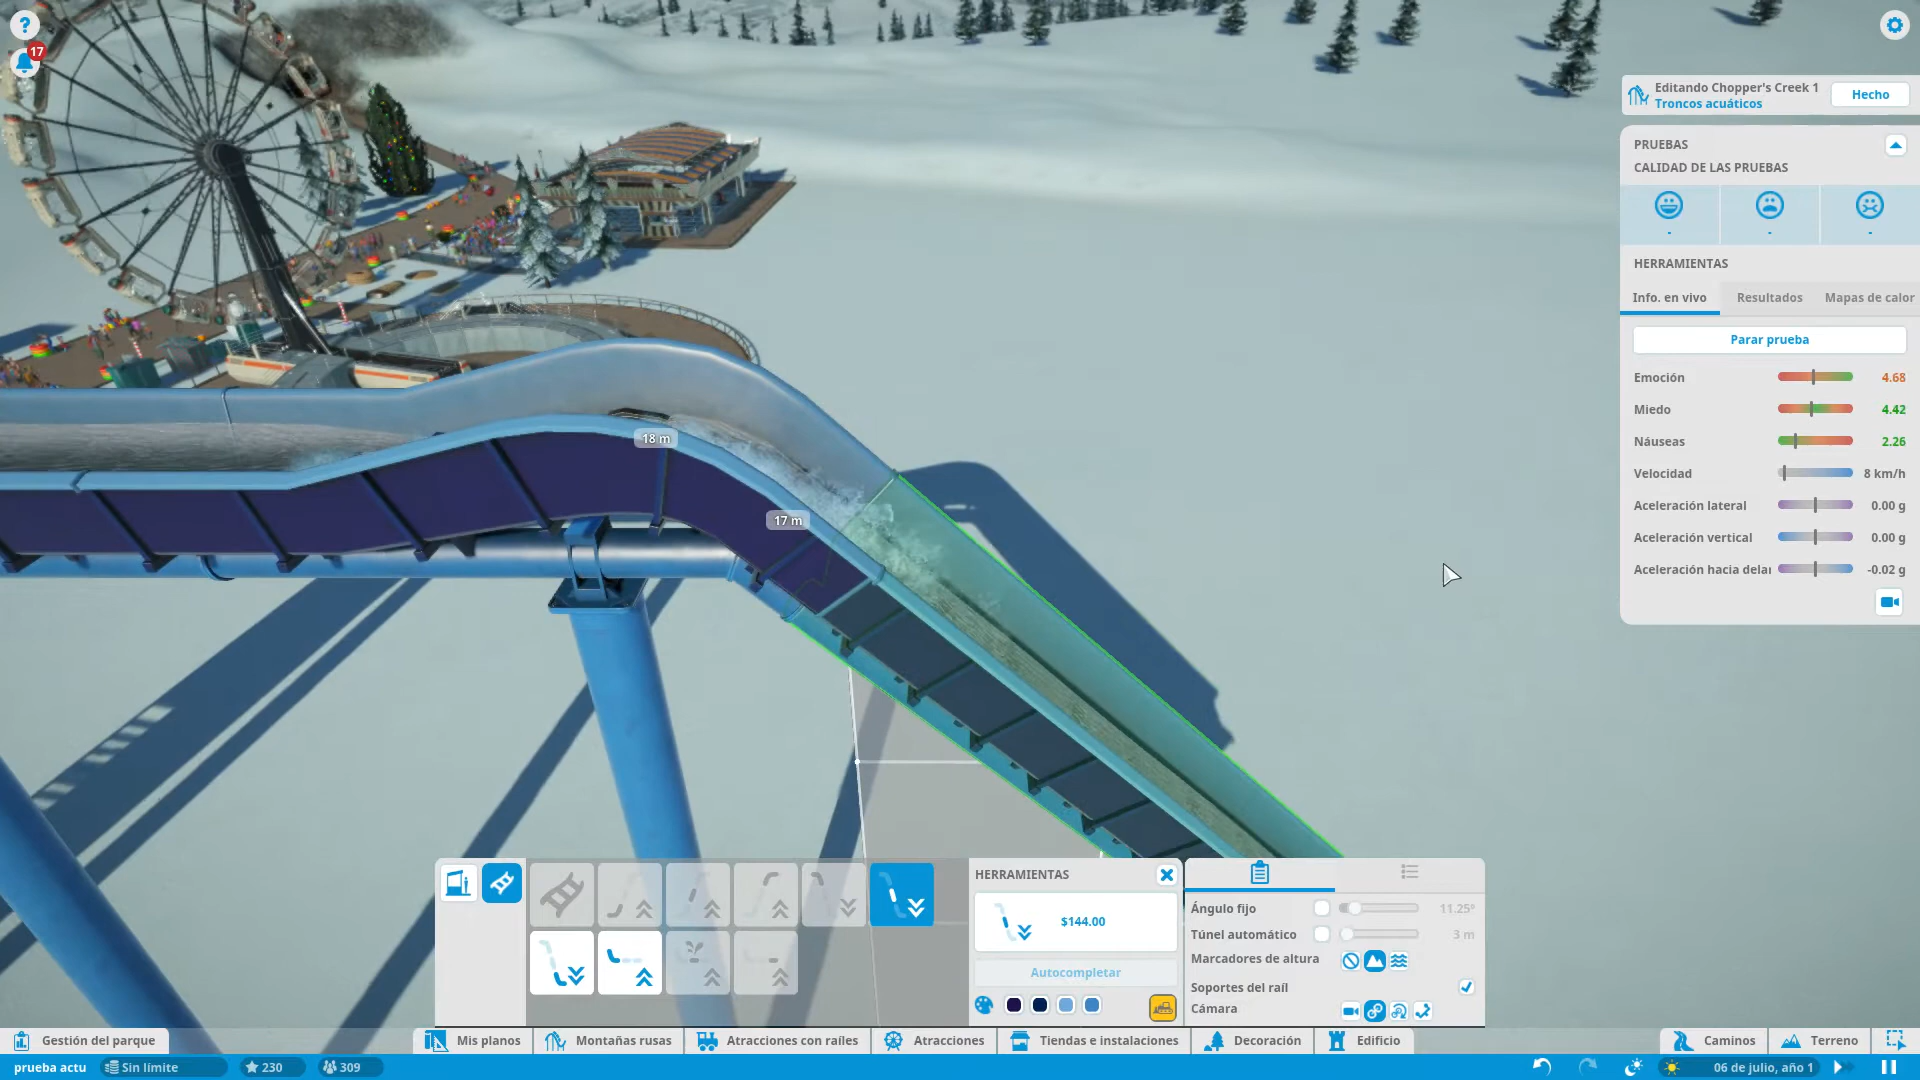 ?
17
Editando Chopper's Creek 1
Troncos acuáticos
Hecho
PRUEBAS
CALIDAD DE LAS PRUEBAS
- - -
HERRAMIENTAS
Info. en vivo Resultados Mapas de calor
Parar prueba
Emoción 4.68
Miedo 4.42
Náuseas 2.26
Velocidad 8 km/h
Aceleración lateral 0.00 g
Aceleración vertical 0.00 g
Aceleración hacia delan -0.02 g
18 m
17 m
HERRAMIENTAS
$144.00
Autocompletar
Ángulo fijo 11.25º
Túnel automático 3 m
Marcadores de altura
Soportes del raíl
Cámara
Gestión del parque Mis planos Montañas rusas Atracciones con raíles Atracciones Tiendas e instalaciones Decoración Edificio Caminos Terreno
prueba actu Sin límite 230 309 06 de julio, año 1